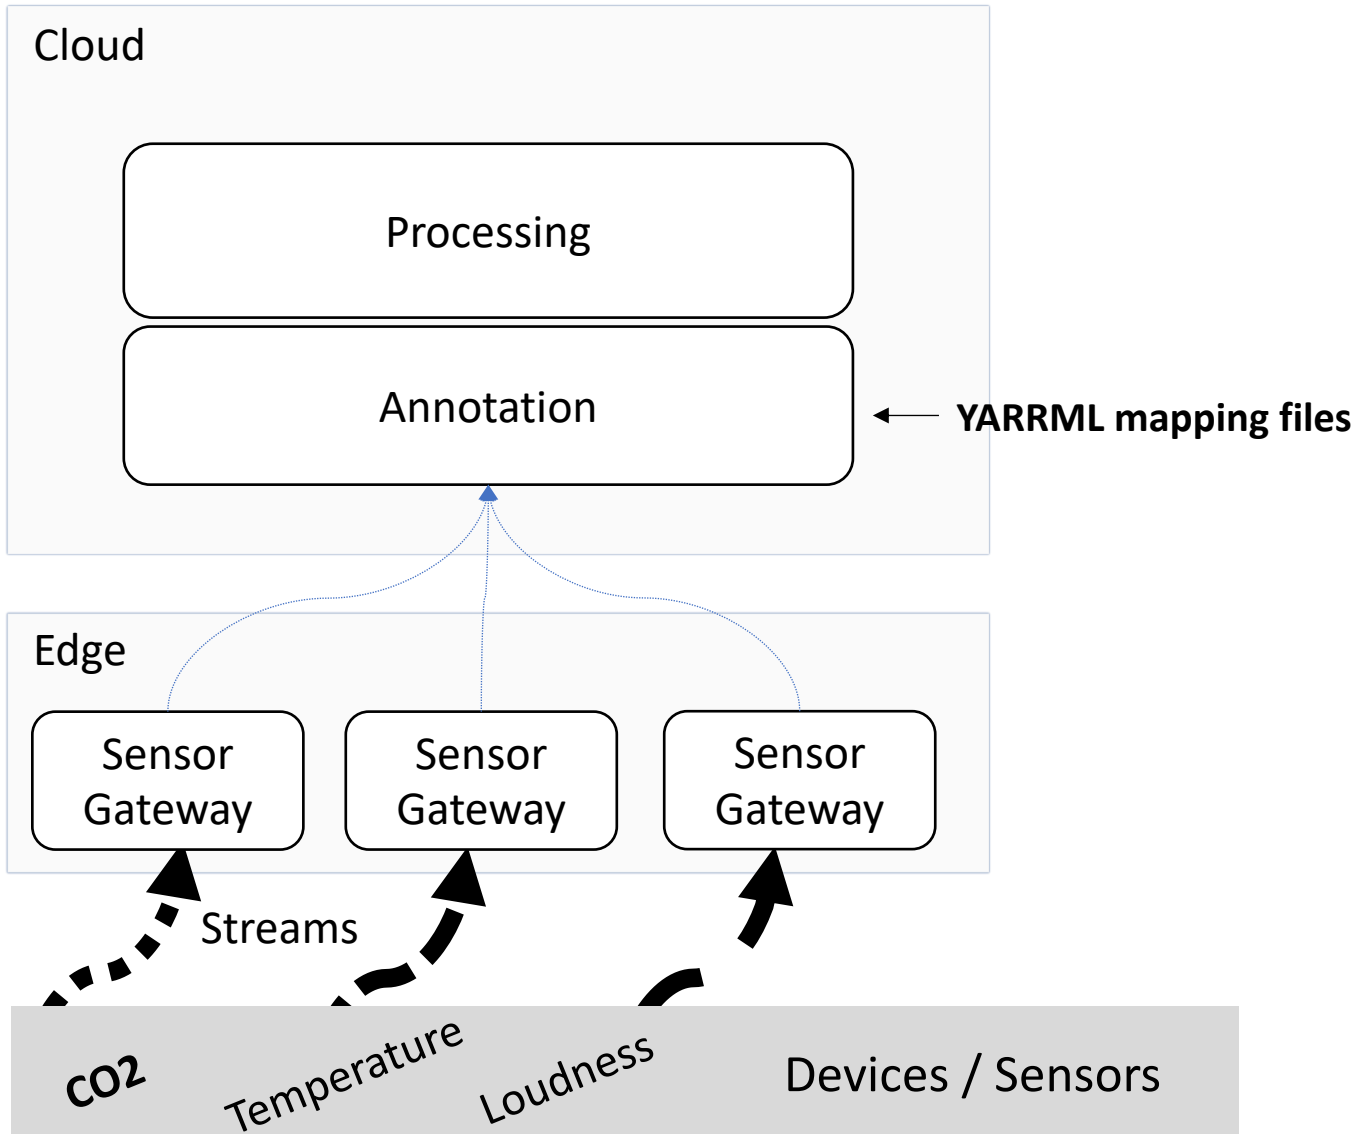 Cloud
Processing
Annotation
YARRML mapping files
Edge
Sensor
Gateway
Sensor
Gateway
Sensor
Gateway
Streams
CO2
Temperature
Loudness
Devices / Sensors